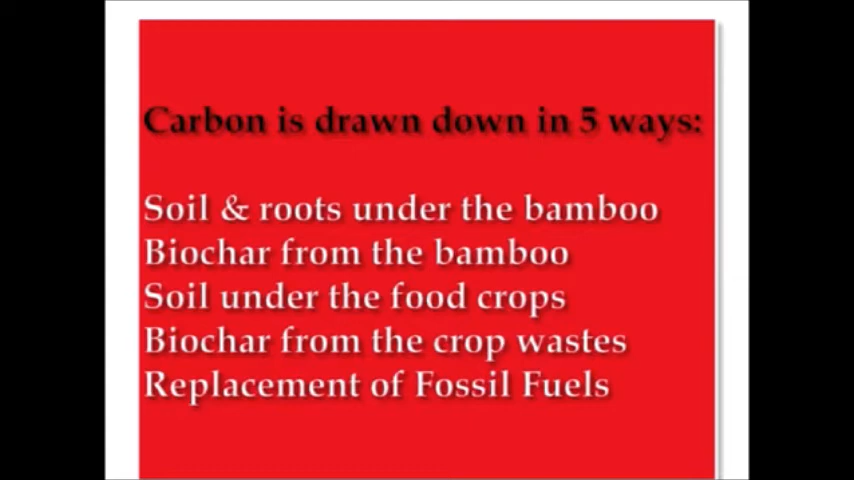 Carbon is drawn down in 5 ways:
Soil & roots under the bamboo
Biochar from the bamboo
Soil under the food crops
Biochar from the crop wastes
Replacement of Fossil Fuels